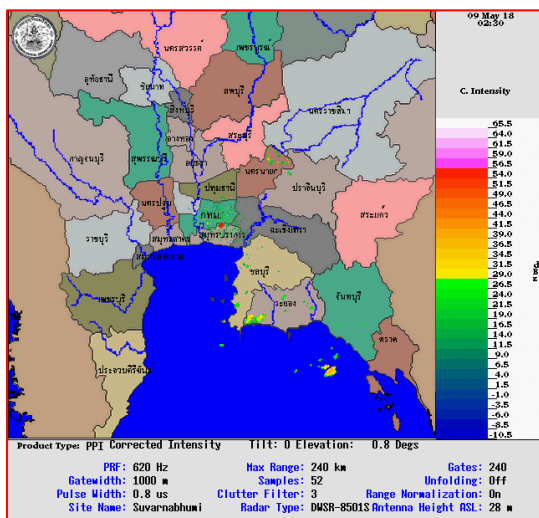 09 May 18
02:30
C. Intensity
นครสวรรค์
เพชรบูรณ์
อุทัยธานี
ชัยนาท
ลพบุรี
สิงห์บุรี
นครราชสีมา
อ่างทอง
สระบุรี
กาญจนบุรี
สุพรรณบุรี
อยุธยา
นครนายก
ปทุมธานี
ปราจีนบุรี
นครปฐม
กทม.
สระแก้ว
ฉะเชิงเทรา
ราชบุรี
สมุทรสาคร
สมุทรปราการ
สมุทรสงคราม
ชลบุรี
เพชรบุรี
ระยอง
จันทบุรี
ตราด
ประจวบคีรีขันธ์
65.5
64.0
61.5
59.0
56.5
54.0
51.5
49.0
46.5
44.0
41.5
39.0
36.5
34.0
31.5
29.0
26.5
24.0
21.5
19.0
16.5
14.0
11.5
9.0
6.5
4.0
1.5
-1.0
-3.5
-6.0
-8.5
-10.5
Product Type: PPI Corrected Intensity Tilt: 0 Elevation: 0.8 Degs
PRF: 620 Hz Max Range: 240 km Gates: 240
Gatewidth: 1000 m Samples: 52 Unfolding: Off
Pulse Width: 0.8 us Clutter Filter: 3 Range Normalization: On
Site Name: Suvarnabhumi Radar Type: DWSR-8501S Antenna Height ASL: 28 m